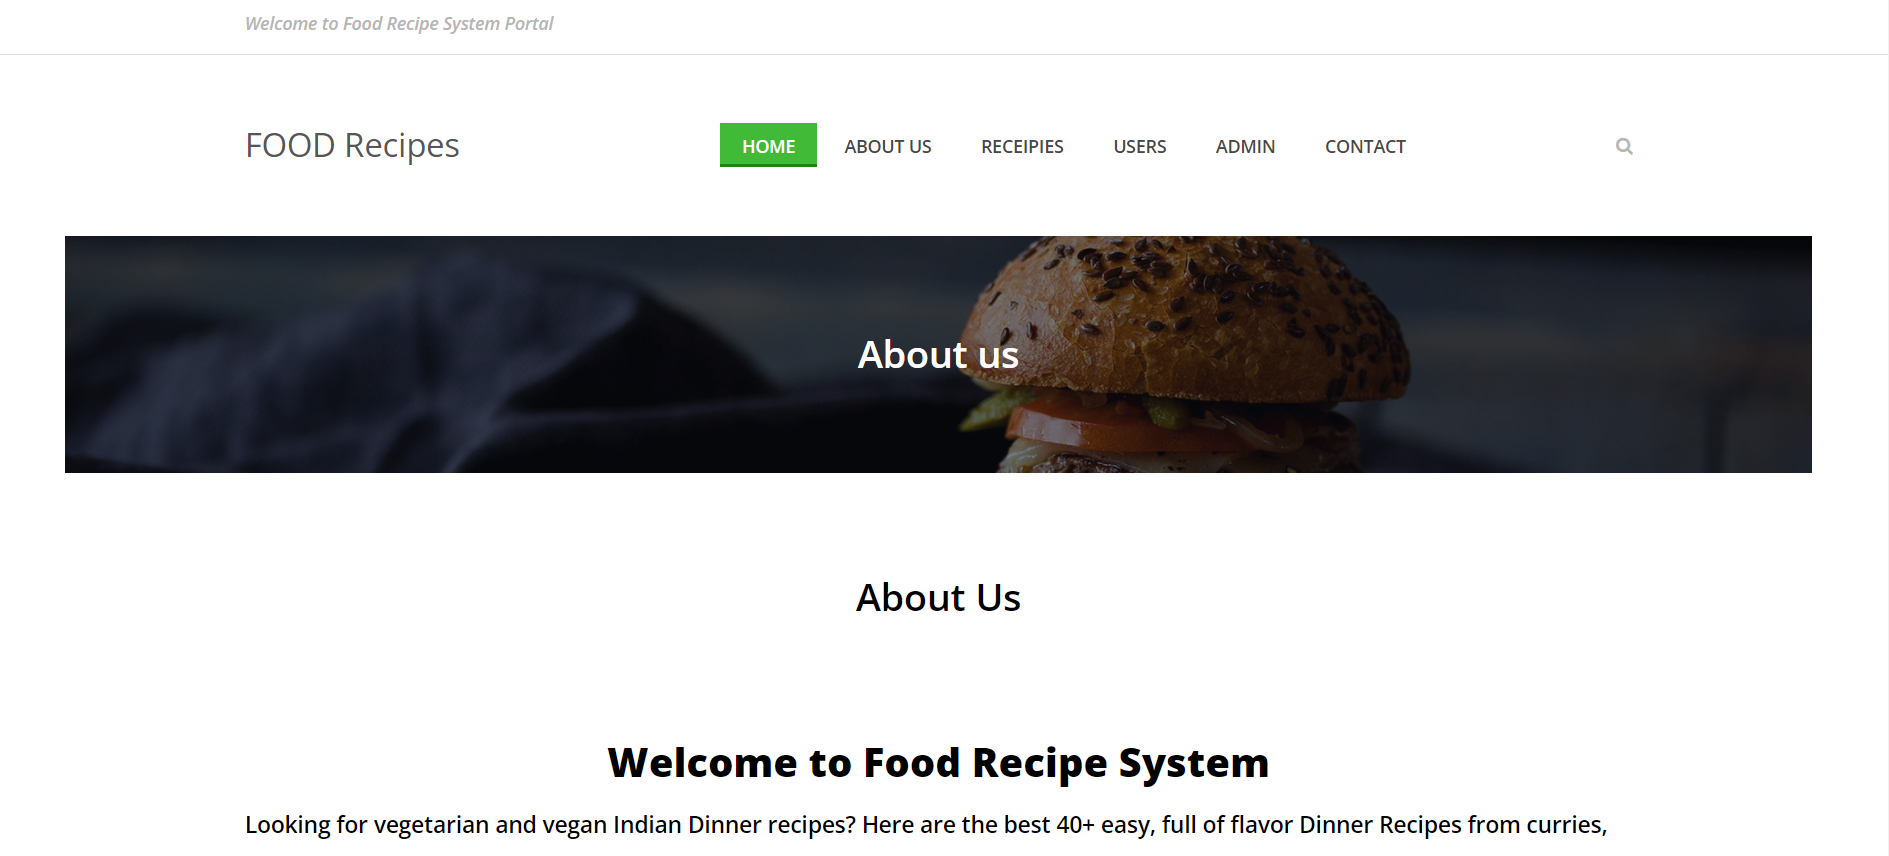 Welcome to Food Recipe System Portal
FOOD Recipes
HOME
ABOUT US
RECEIPIES
USERS
ADMIN
CONTACT
About us
About Us
Welcome to Food Recipe System
Looking for vegetarian and vegan Indian Dinner recipes? Here are the best 40+ easy, full of flavor Dinner Recipes from curries,